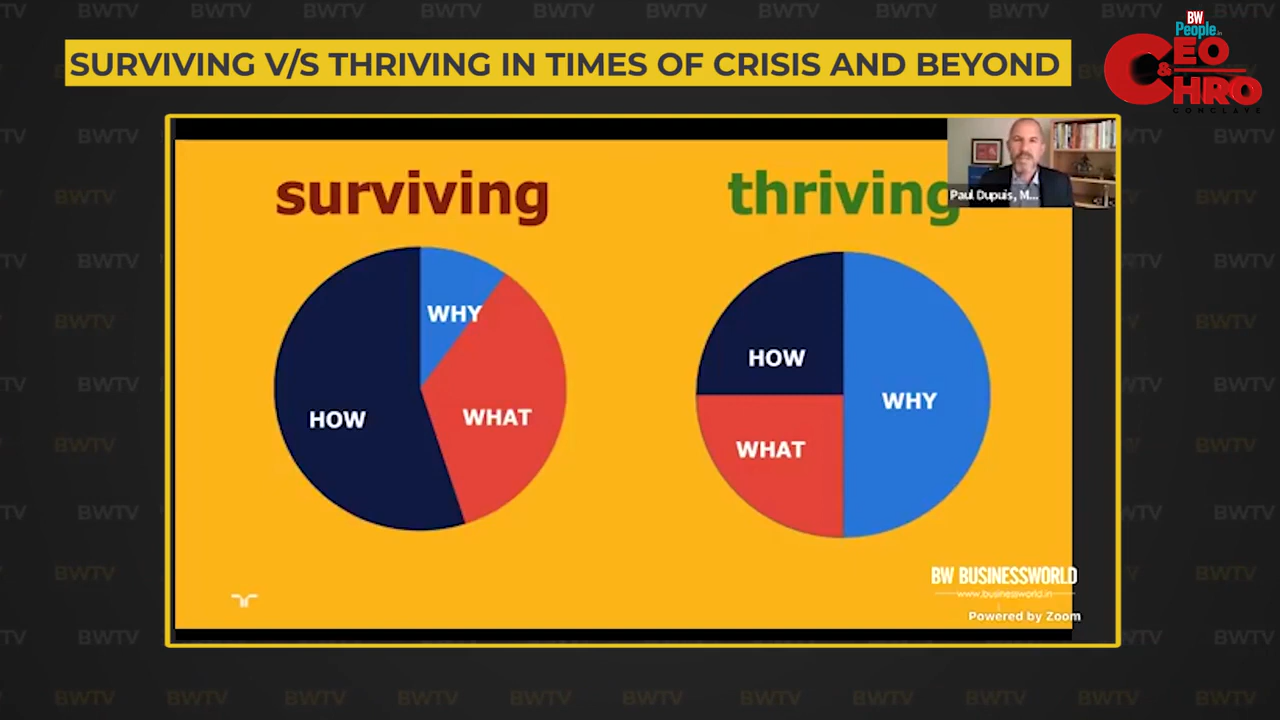 SURVIVING V/S THRIVING IN TIMES OF CRISIS AND BEYOND
BW
People.in
CEO
&
CHRO
CONCLAVE
surviving
thriving
Paul Dupuis, M...
WHY
HOW
WHAT
HOW
WHY
WHAT
BW BUSINESSWORLD
www.businessworld.in
Powered by Zoom
BWTV